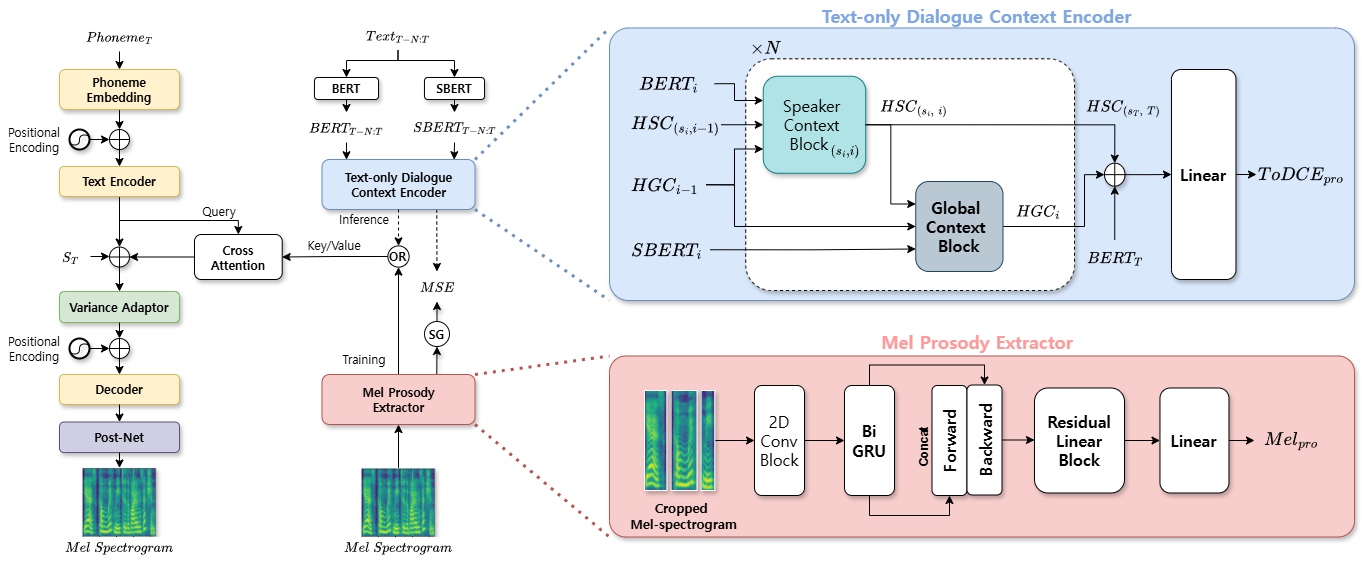 Phoneme_T
Phoneme
Embedding
Positional
Encoding
Text Encoder
Query
S_T
Cross
Attention
Variance Adaptor
Positional
Encoding
Decoder
Post-Net
Mel Spectrogram
Text_{T-N:T}
BERT
SBERT
BERT_{T-N:T}
SBERT_{T-N:T}
Text-only Dialogue
Context Encoder
Inference
Key/Value
OR
MSE
SG
Training
Mel Prosody
Extractor
Mel Spectrogram
Text-only Dialogue Context Encoder
×N
BERT_i
HSC_{(s_i,i-1)}
HGC_{i-1}
SBERT_i
Speaker
Context
Block_{(s_i,i)}
HSC_{(s_i, i)}
Global
Context
Block
HGC_i
HSC_{(s_T, T)}
BERT_T
Linear
ToDCE_{pro}
Mel Prosody Extractor
Cropped
Mel-spectrogram
2D
Conv
Block
Bi
GRU
Concat
Forward
Backward
Residual
Linear
Block
Linear
Mel_{pro}